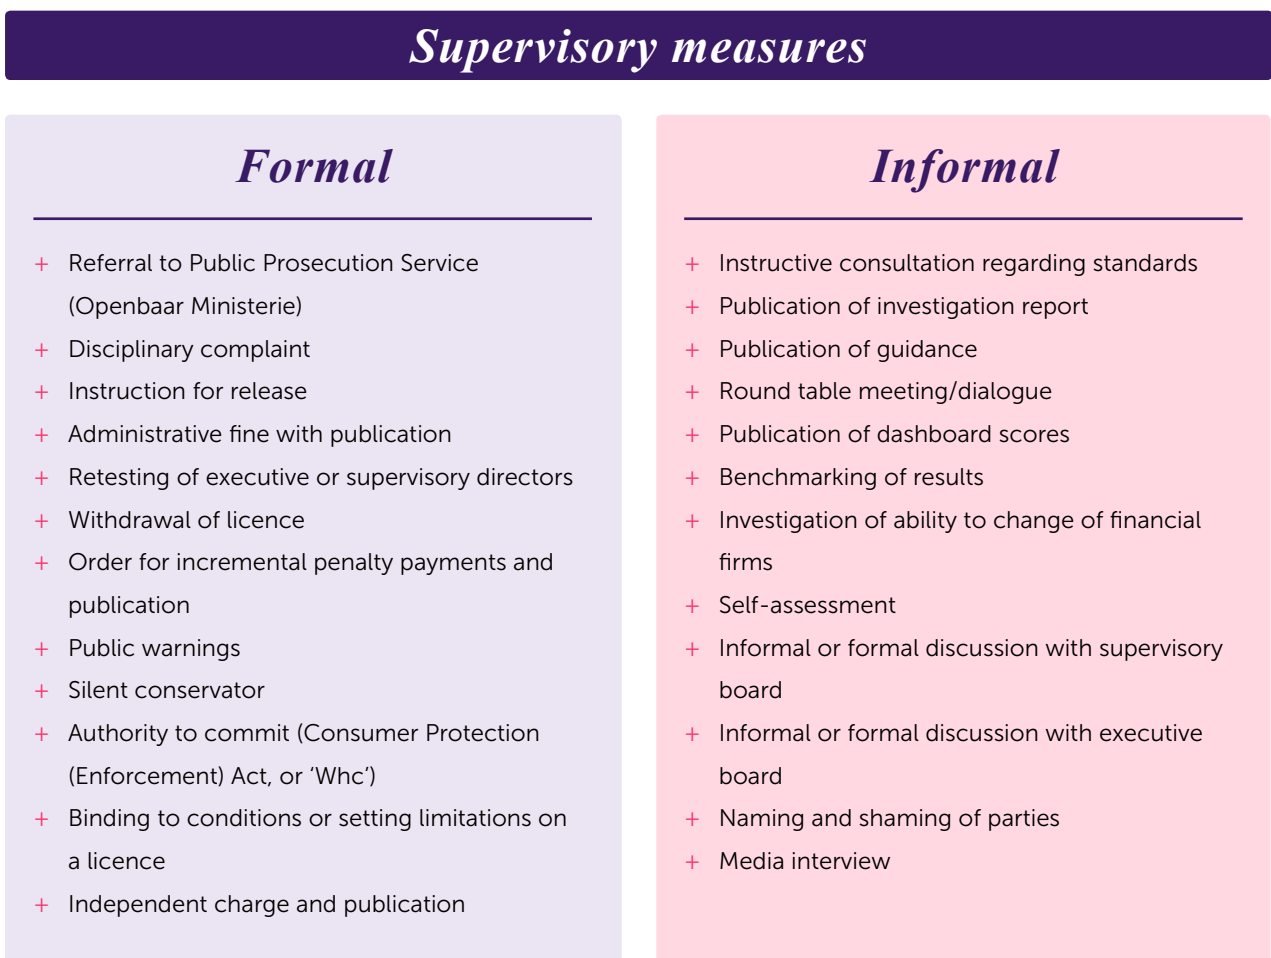 Supervisory measures
Formal
+ Referral to Public Prosecution Service
(Openbaar Ministerie)
+ Disciplinary complaint
+ Instruction for release
+ Administrative fine with publication
+ Retesting of executive or supervisory directors
+ Withdrawal of licence
+ Order for incremental penalty payments and
publication
+ Public warnings
+ Silent conservator
+ Authority to commit (Consumer Protection
(Enforcement) Act, or ‘Whc’)
+ Binding to conditions or setting limitations on
a licence
+ Independent charge and publication
Informal
+ Instructive consultation regarding standards
+ Publication of investigation report
+ Publication of guidance
+ Round table meeting/dialogue
+ Publication of dashboard scores
+ Benchmarking of results
+ Investigation of ability to change of financial
firms
+ Self-assessment
+ Informal or formal discussion with supervisory
board
+ Informal or formal discussion with executive
board
+ Naming and shaming of parties
+ Media interview